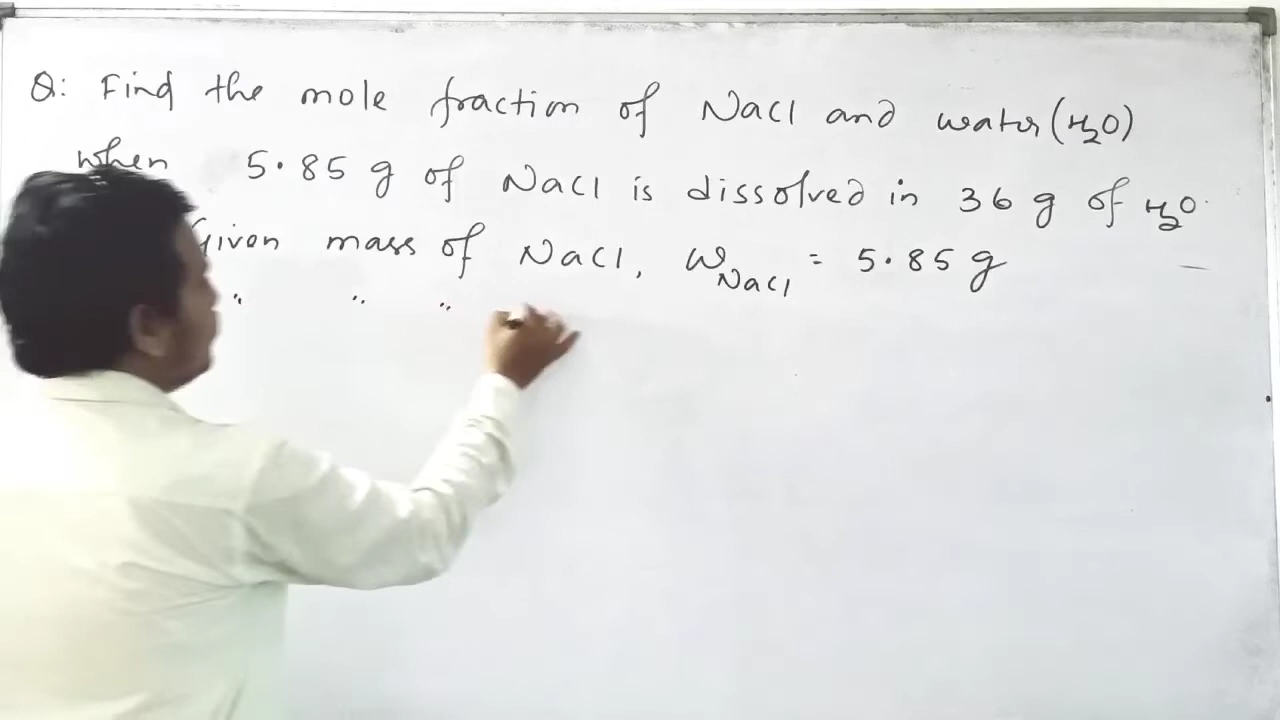 Q: Find the mole fraction of NaCl and water (H₂O)
when 5.85 g of NaCl is dissolved in 36 g of H₂O.
Given mass of NaCl, W NaCl = 5.85 g
" " "